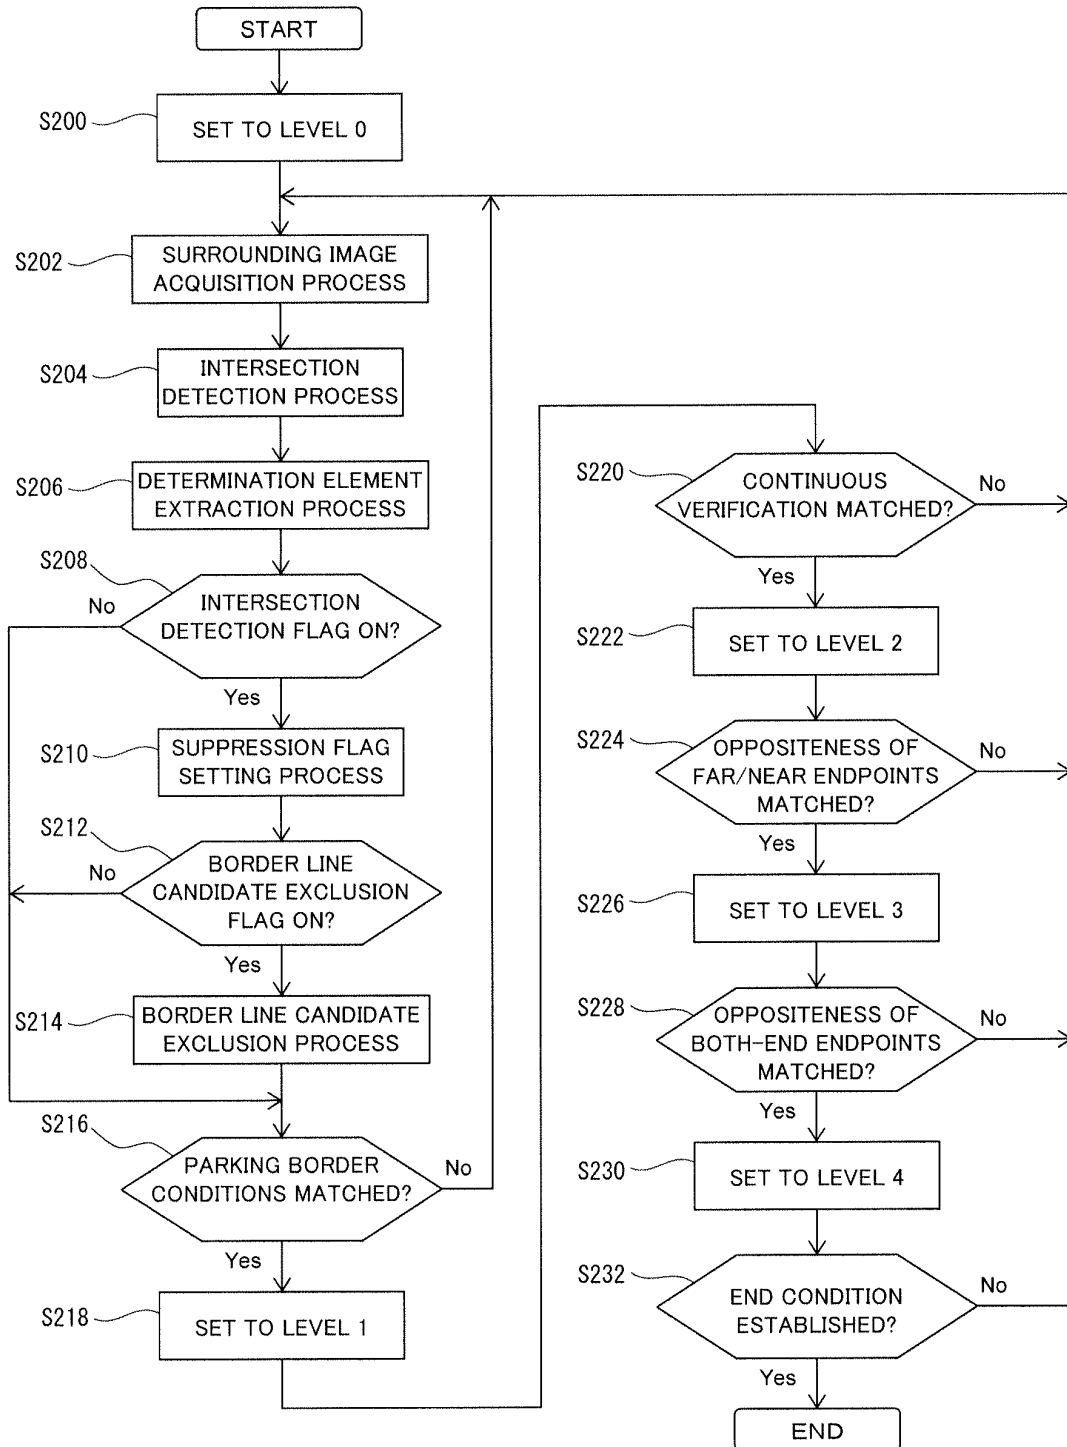 START
S200
SET TO LEVEL 0
S202
SURROUNDING IMAGE
ACQUISITION PROCESS
S204
INTERSECTION
DETECTION PROCESS
S206
DETERMINATION ELEMENT
EXTRACTION PROCESS
S208
No
INTERSECTION
DETECTION FLAG ON?
Yes
S210
SUPPRESSION FLAG
SETTING PROCESS
S212
No
BORDER LINE
CANDIDATE EXCLUSION
FLAG ON?
Yes
S214
BORDER LINE CANDIDATE
EXCLUSION PROCESS
S216
PARKING BORDER
CONDITIONS MATCHED?
No
Yes
S218
SET TO LEVEL 1
S220
CONTINUOUS
VERIFICATION MATCHED?
No
Yes
S222
SET TO LEVEL 2
S224
OPPOSITENESS OF
FAR/NEAR ENDPOINTS
MATCHED?
No
Yes
S226
SET TO LEVEL 3
S228
OPPOSITENESS OF
BOTH-END ENDPOINTS
MATCHED?
No
Yes
S230
SET TO LEVEL 4
S232
END CONDITION
ESTABLISHED?
No
Yes
END